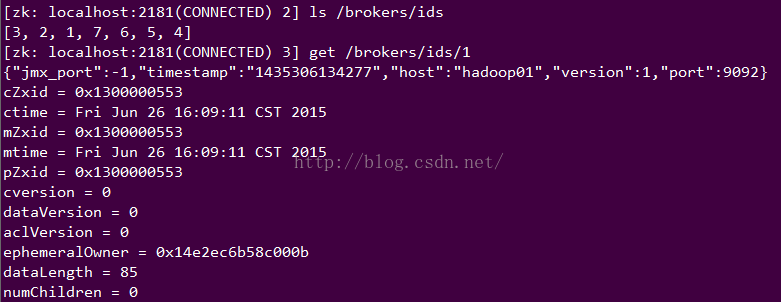 [zk: localhost:2181(CONNECTED) 2] ls /brokers/ids
[3, 2, 1, 7, 6, 5, 4]
[zk: localhost:2181(CONNECTED) 3] get /brokers/ids/1
{"jmx_port":-1,"timestamp":"1435306134277","host":"hadoop01","version":1,"port":9092}
cZxid = 0x1300000553
ctime = Fri Jun 26 16:09:11 CST 2015
mZxid = 0x1300000553
mtime = Fri Jun 26 16:09:11 CST 2015
http://blog.csdn.net/
pZxid = 0x1300000553
cversion = 0
dataVersion = 0
aclVersion = 0
ephemeralOwner = 0x14e2ec6b58c000b
dataLength = 85
numChildren = 0